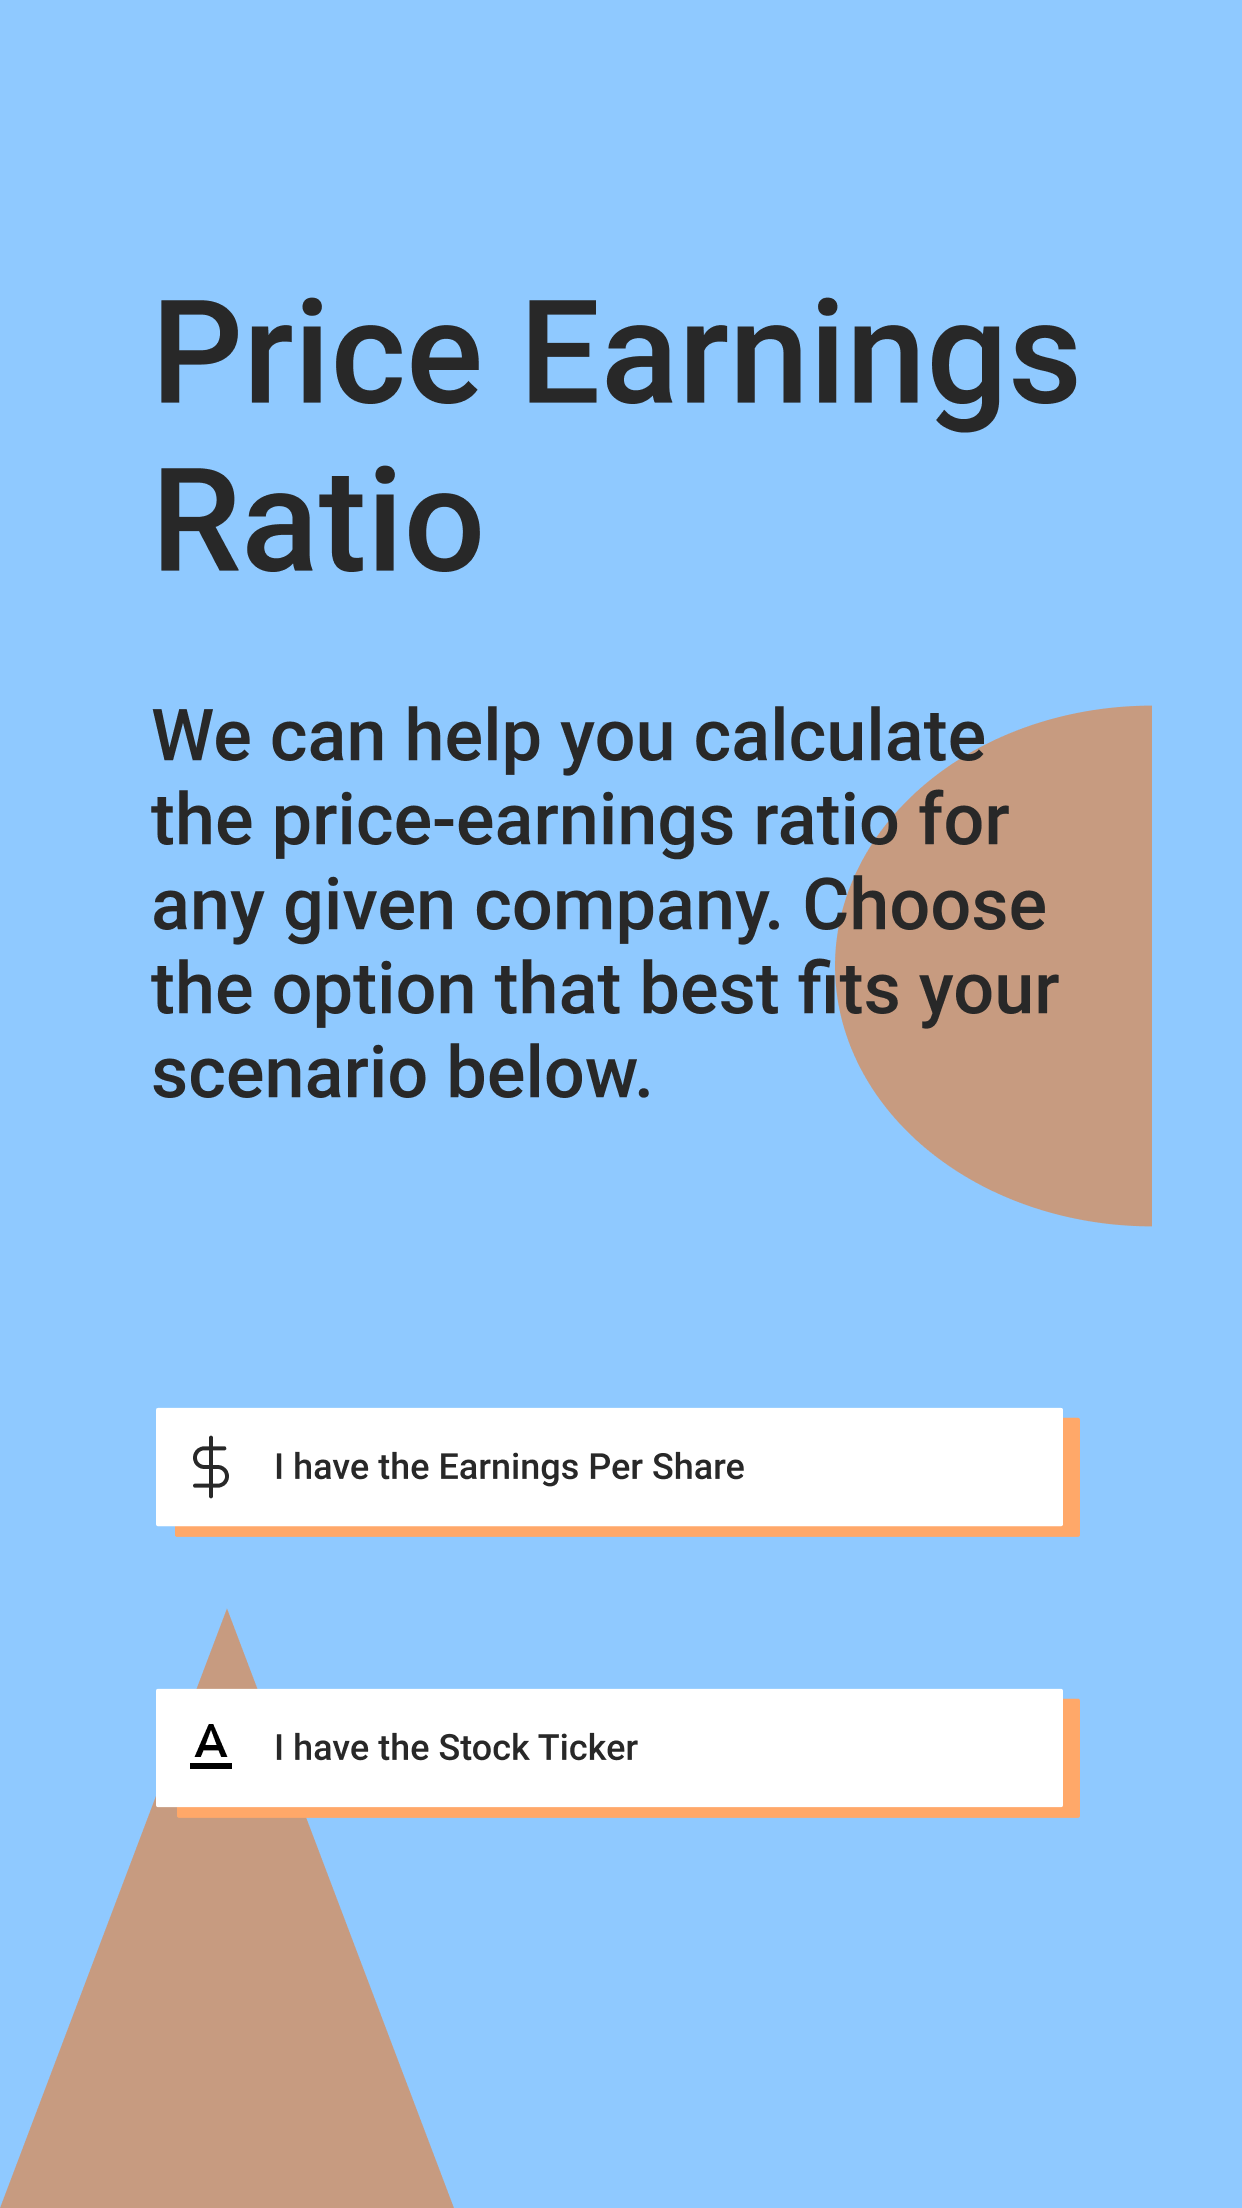 Price Earnings
Ratio
We can help you calculate
the price-earnings ratio for
any given company. Choose
the option that best fits your
scenario below.
$ I have the Earnings Per Share
A I have the Stock Ticker